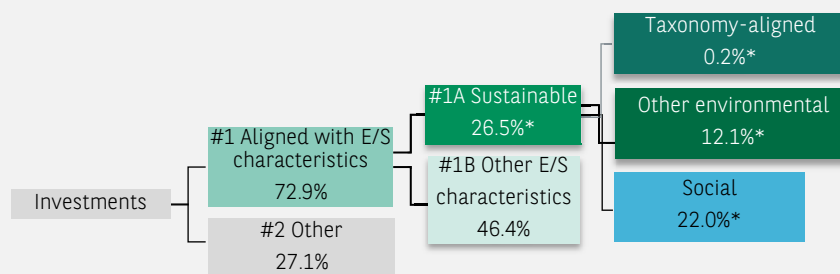 Investments
#1 Aligned with E/S
characteristics
72.9%
#2 Other
27.1%
#1A Sustainable
26.5%*
#1B Other E/S
characteristics
46.4%
Taxonomy-aligned
0.2%*
Other environmental
12.1%*
Social
22.0%*